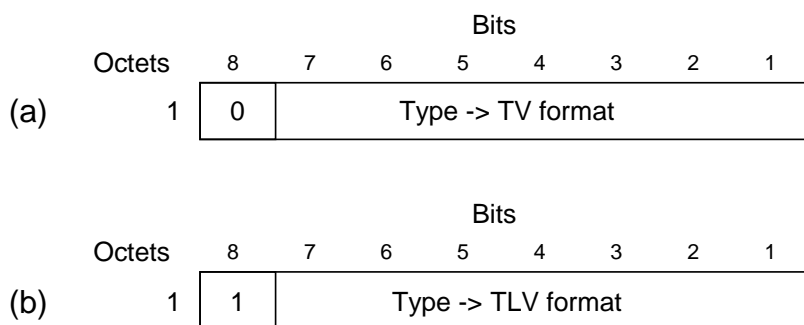 Bits
Octets 8 7 6 5 4 3 2 1
(a) 1 0 Type -> TV format
Bits
Octets 8 7 6 5 4 3 2 1
(b) 1 1 Type -> TLV format